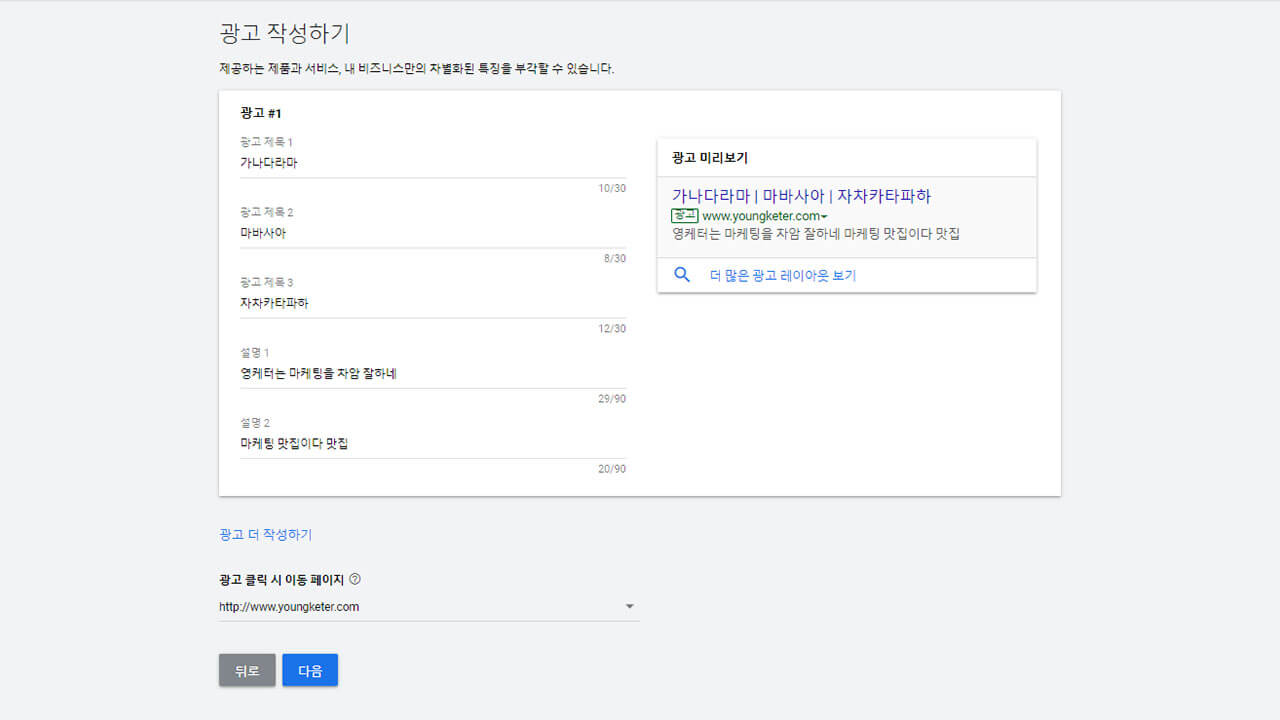 광고 작성하기
제공하는 제품과 서비스, 내 비즈니스만의 차별화된 특징을 부각할 수 있습니다.
광고 #1
광고 제목 1
가나다라마
10/30
광고 제목 2
마바사아
8/30
광고 제목 3
자차카타파하
12/30
설명 1
영케터는 마케팅을 자암 잘하네
29/90
설명 2
마케팅 맛집이다 맛집
20/90
광고 미리보기
가나다라마 | 마바사아 | 자차카타파하
광고 www.youngketer.com
영케터는 마케팅을 자암 잘하네 마케팅 맛집이다 맛집
더 많은 광고 레이아웃 보기
광고 더 작성하기
광고 클릭 시 이동 페이지 ?
http://www.youngketer.com
뒤로 다음